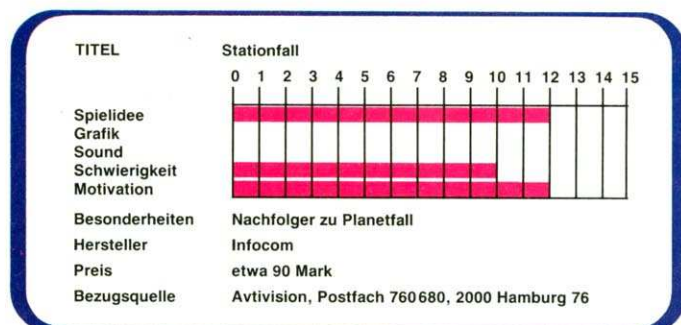 TITEL Stationfall
0 1 2 3 4 5 6 7 8 9 10 11 12 13 14 15
Spielidee
Grafik
Sound
Schwierigkeit
Motivation
Besonderheiten Nachfolger zu Planetfall
Hersteller Infocom
Preis etwa 90 Mark
Bezugsquelle Avtivision, Postfach 760680, 2000 Hamburg 76